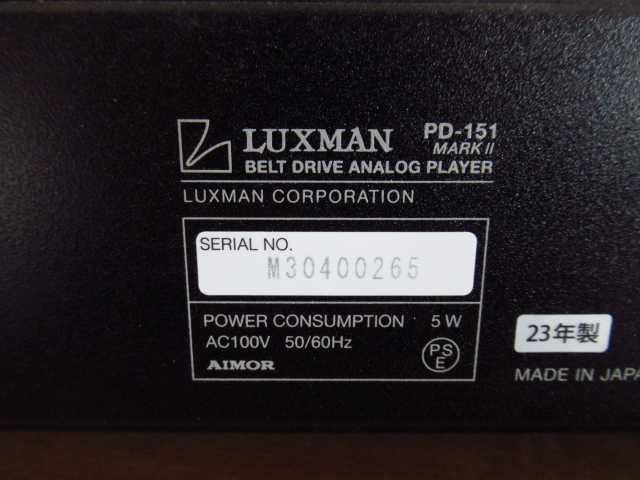 LUXMAN PD-151
MARK II
BELT DRIVE ANALOG PLAYER
LUXMAN CORPORATION
SERIAL NO.
M30400265
POWER CONSUMPTION 5 W
AC100V 50/60Hz
AIMOR
PS
E
23年製
MADE IN JAPA